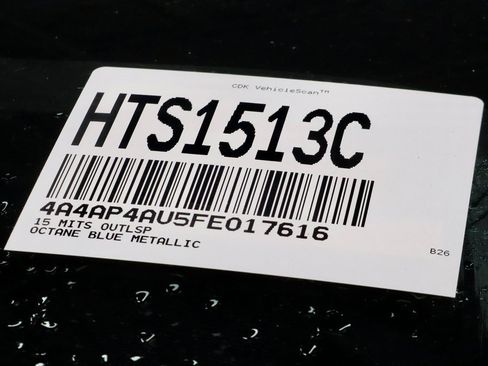 CDK VehicleScan™
HTS1513C
4A4AP4AU5FE017616
15 MITS OUTLSP
OCTANE BLUE METALLIC
B26